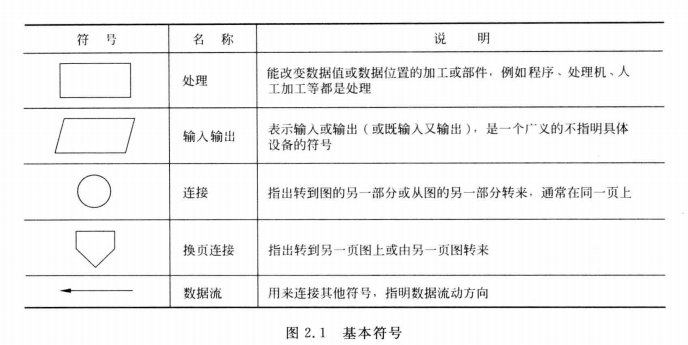 符 号 名 称 说 明
处理 能改变数据值或数据位置的加工或部件，例如程序、处理机、人
工加工等都是处理
输入输出 表示输入或输出（或既输入又输出），是一个广义的不指明具体
设备的符号
连接 指出转到图的另一部分或从图的另一部分转来，通常在同一页上
换页连接 指出转到另一页图上或由另一页图转来
数据流 用来连接其他符号，指明数据流动方向
图 2.1 基本符号